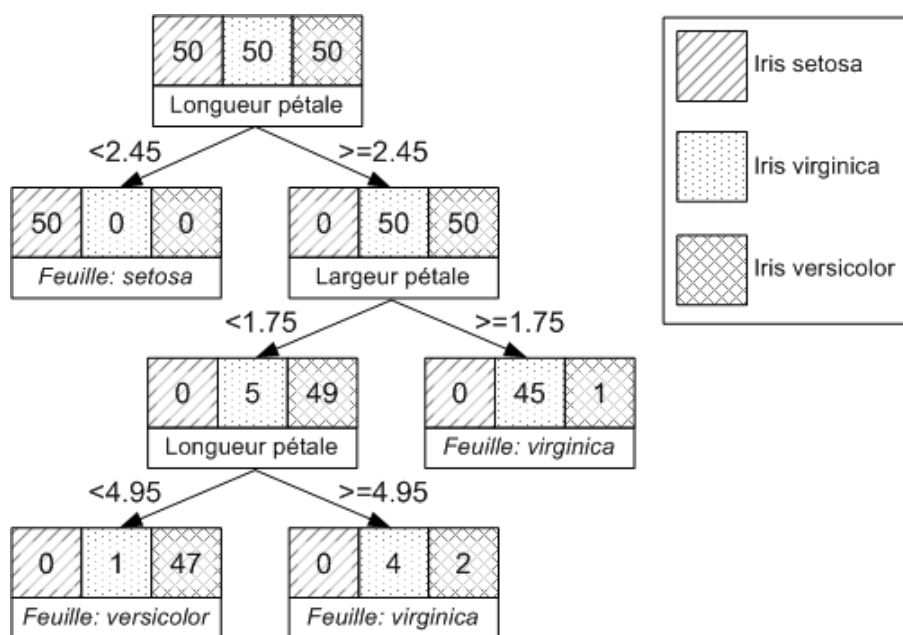 50 50 50
Longueur pétale
Iris setosa
<2.45 >=2.45
Iris virginica
50 0 0
Feuille: setosa
0 50 50
Largeur pétale
Iris versicolor
<1.75 >=1.75
0 5 49
Longueur pétale
0 45 1
Feuille: virginica
<4.95 >=4.95
0 1 47
Feuille: versicolor
0 4 2
Feuille: virginica